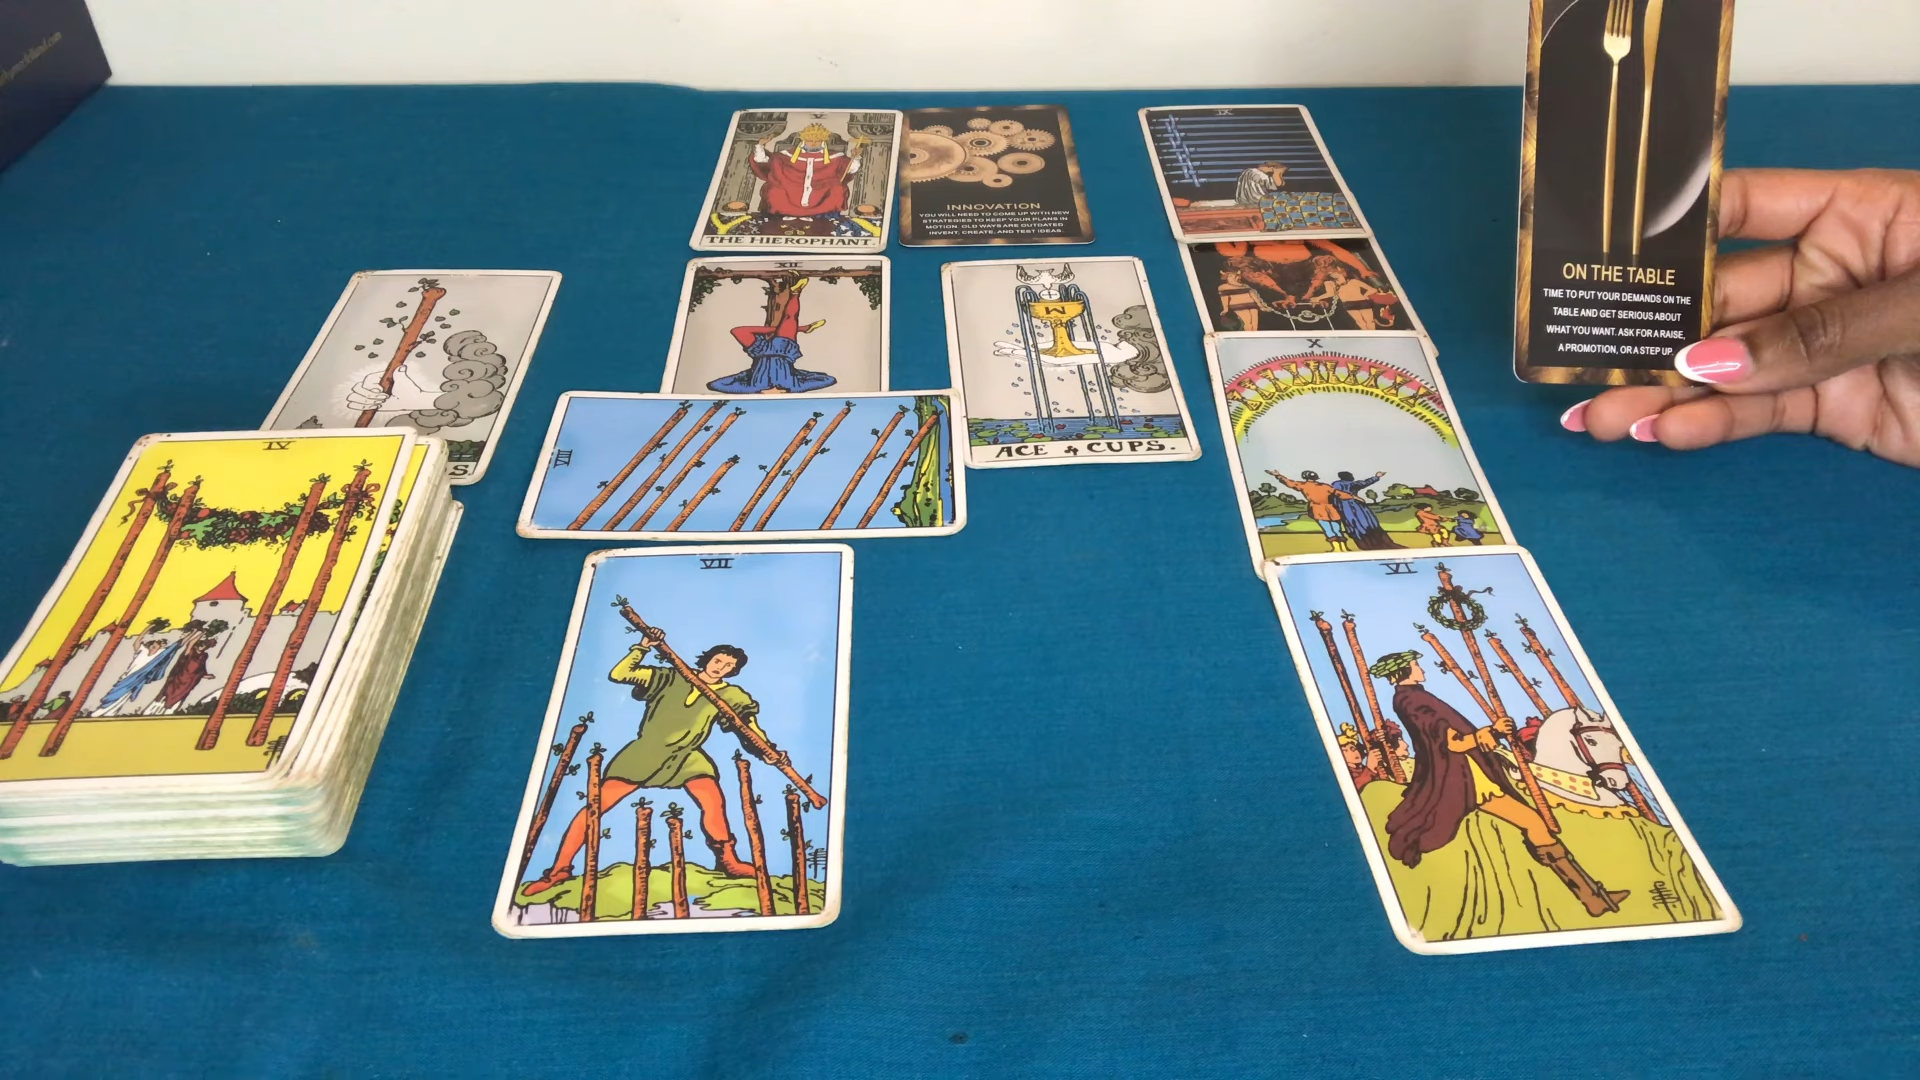 V
THE HIEROPHANT.
INNOVATION
YOU WILL NEED TO COME UP WITH NEW
STRATEGIES TO KEEP YOUR PLANS IN
MOTION. OLD WAYS ARE OUTDATED
INVENT, CREATE, AND TEST IDEAS.
IX
ON THE TABLE
TIME TO PUT YOUR DEMANDS ON THE
TABLE AND GET SERIOUS ABOUT
WHAT YOU WANT. ASK FOR A RAISE,
A PROMOTION, OR A STEP UP.
XII
ACE of CUPS.
X
S
IV
VIII
VII
VI